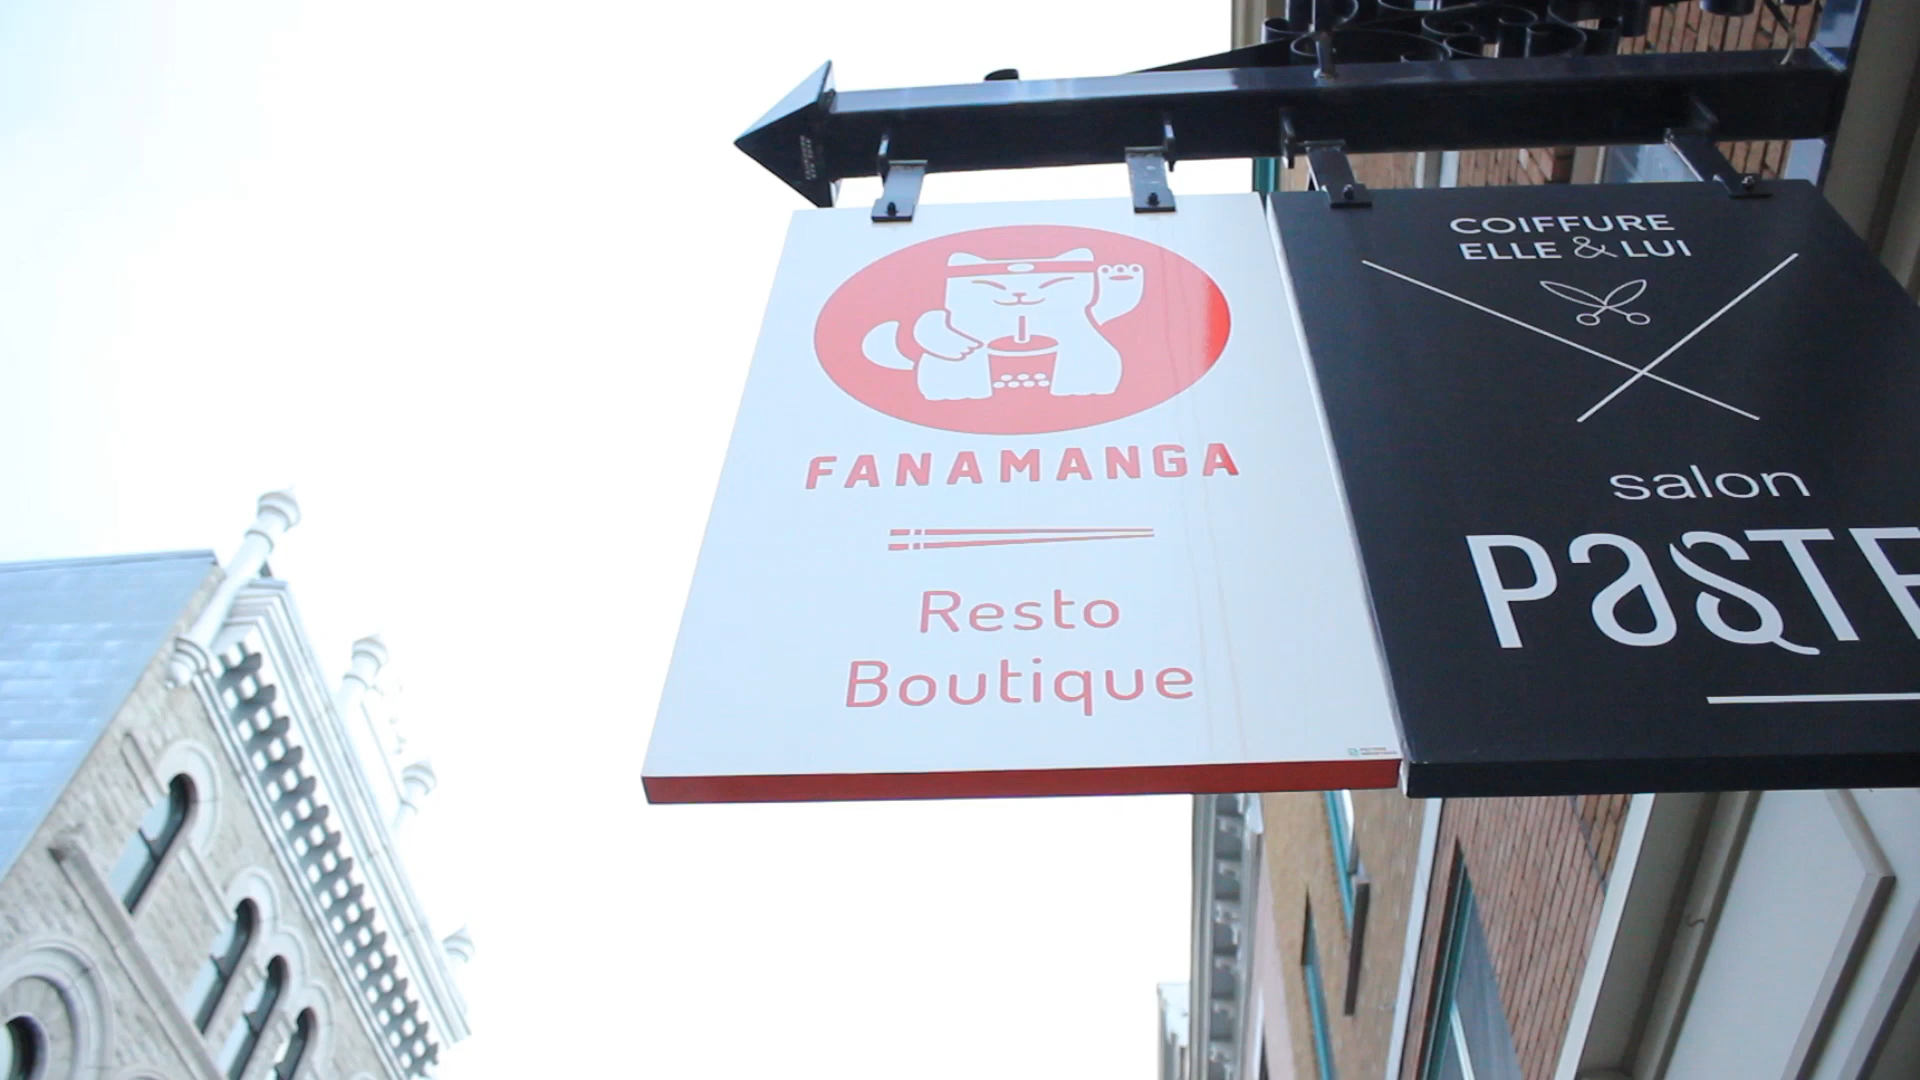 FANAMANGA
Resto
Boutique
COIFFURE
ELLE & LUI
salon
PaSTE